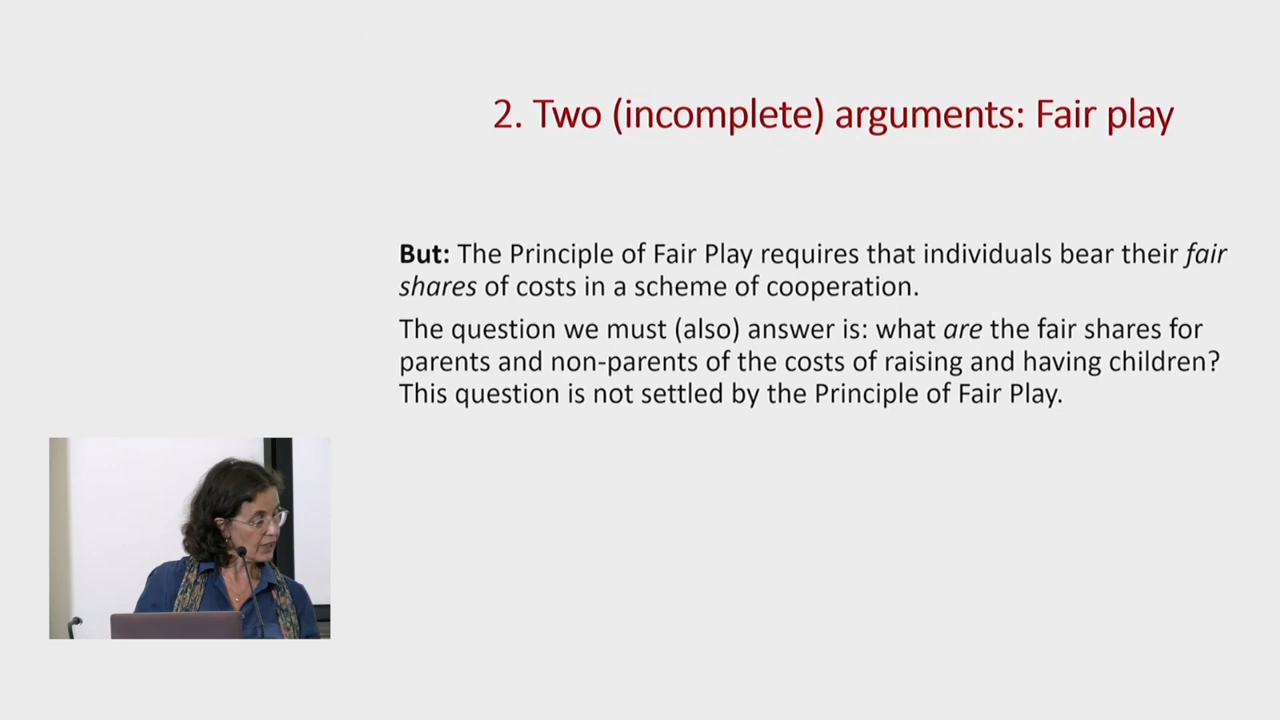 2. Two (incomplete) arguments: Fair play
But: The Principle of Fair Play requires that individuals bear their fair
shares of costs in a scheme of cooperation.
The question we must (also) answer is: what are the fair shares for
parents and non-parents of the costs of raising and having children?
This question is not settled by the Principle of Fair Play.